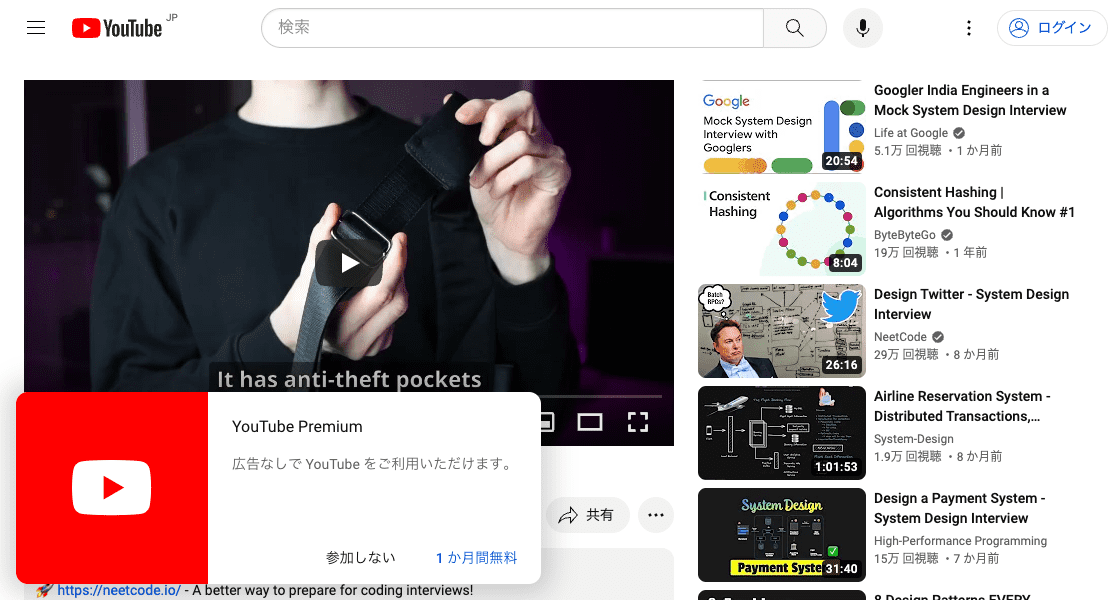 YouTube JP
検索
ログイン
It has anti-theft pockets
YouTube Premium
広告なしで YouTube をご利用いただけます。
参加しない
1 か月間無料
共有
🚀 https://neetcode.io/ - A better way to prepare for coding interviews!
Google
Mock System Design
Interview with
Googlers
20:54
Googler India Engineers in a
Mock System Design Interview
Life at Google
5.1万 回視聴 ・1 か月前
Consistent
Hashing
8:04
Consistent Hashing |
Algorithms You Should Know #1
ByteByteGo
19万 回視聴 ・1 年前
Batch
RPCs?
26:16
Design Twitter - System Design
Interview
NeetCode
29万 回視聴 ・8 か月前
1:01:53
Airline Reservation System -
Distributed Transactions,...
System-Design
1.9万 回視聴 ・8 か月前
System Design
Payment Syste
31:40
Design a Payment System -
System Design Interview
High-Performance Programming
15万 回視聴 ・7 か月前
8 Design Patterns EVERY